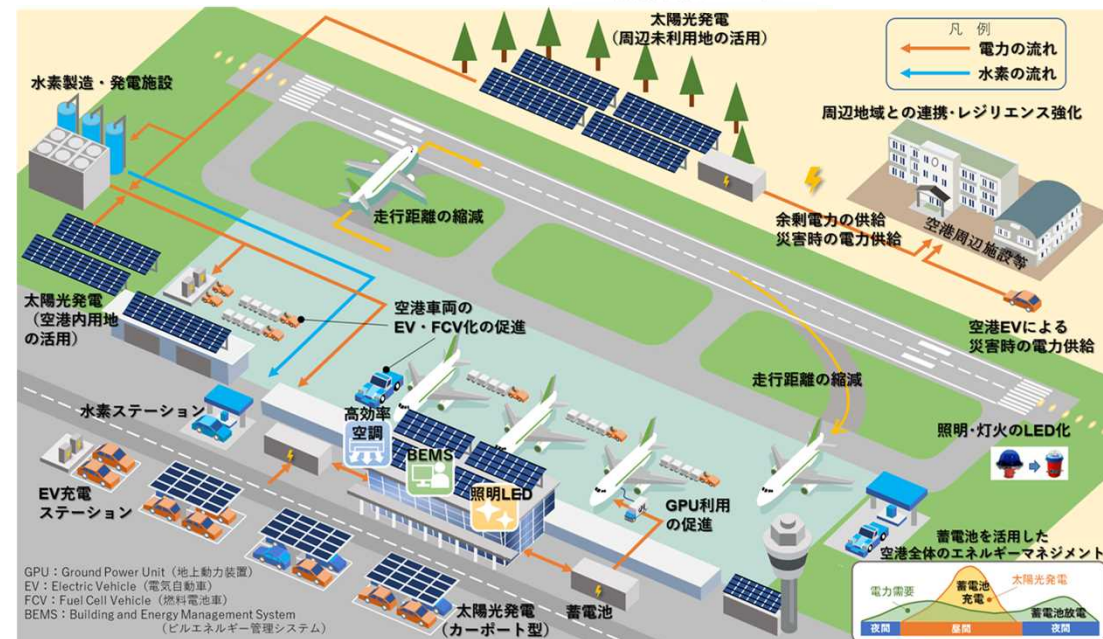 太陽光発電
（周辺未利用地の活用）
凡　例
電力の流れ
水素の流れ
水素製造・発電施設
周辺地域との連携・レジリエンス強化
走行距離の縮減
余剰電力の供給
災害時の電力供給
空港周辺施設等
太陽光発電
（空港内用地
の活用）
空港車両の
EV・FCV化の促進
空港EVによる
災害時の電力供給
走行距離の縮減
水素ステーション
高効率
空調
BEMS
照明LED
照明・灯火のLED化
EV充電
ステーション
GPU利用
の促進
蓄電池を活用した
空港全体のエネルギーマネジメント
GPU：Ground Power Unit（地上動力装置）
EV：Electric Vehicle（電気自動車）
FCV：Fuel Cell Vehicle（燃料電池車）
BEMS：Building and Energy Management System
（ビルエネルギー管理システム）
太陽光発電
（カーポート型）
蓄電池
電力需要
蓄電池
充電
太陽光発電
蓄電池放電
夜間
昼間
夜間